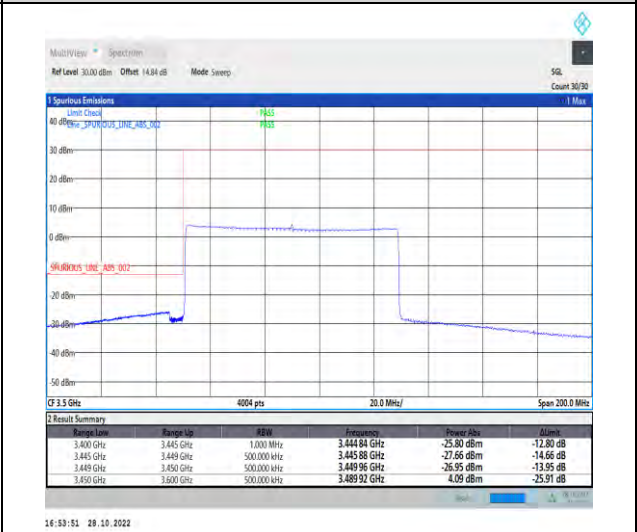 MultiView Spectrum
Ref Level 30.00 dBm Offset 14.84 dB Mode Sweep SGL
Count 30/30
1 Spurious Emissions 1 Max
Limit Check PASS
40 dBm Line _SPURIOUS_LINE_ABS_002 PASS
30 dBm
20 dBm
10 dBm
0 dBm
_SPURIOUS_LINE_ABS_002
-20 dBm
-30 dBm
-40 dBm
-50 dBm
CF 3.5 GHz 4004 pts 20.0 MHz/ Span 200.0 MHz
2 Result Summary
Range Low Range Up RBW Frequency Power Abs ΔLimit
3.400 GHz 3.445 GHz 1.000 MHz 3.444 84 GHz -25.80 dBm -12.80 dB
3.445 GHz 3.449 GHz 500.000 kHz 3.445 88 GHz -27.66 dBm -14.66 dB
3.449 GHz 3.450 GHz 500.000 kHz 3.449 96 GHz -26.95 dBm -13.95 dB
3.450 GHz 3.600 GHz 500.000 kHz 3.489 92 GHz 4.09 dBm -25.91 dB
16:53:51 28.10.2022